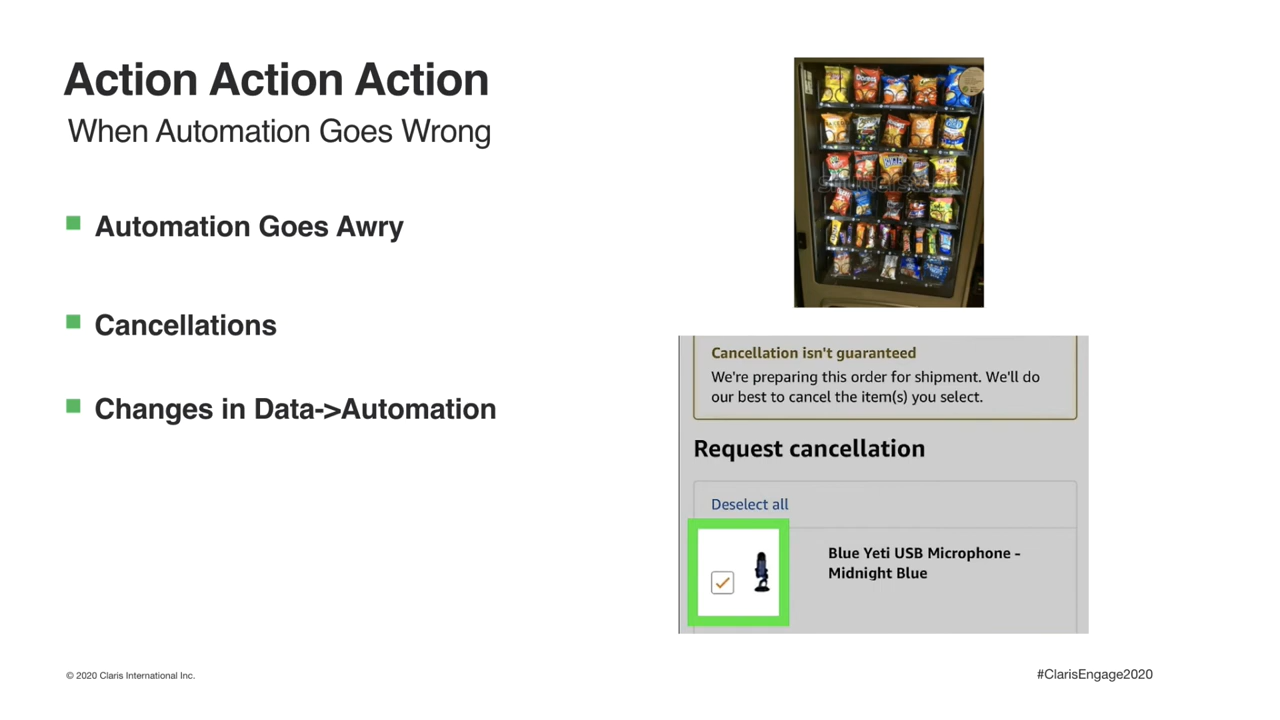 Action Action Action
When Automation Goes Wrong
Automation Goes Awry
Cancellations
Changes in Data->Automation
Doritos
Cancellation isn't guaranteed
We're preparing this order for shipment. We'll do
our best to cancel the item(s) you select.
Request cancellation
Deselect all
Blue Yeti USB Microphone -
Midnight Blue
© 2020 Claris International Inc.
#ClarisEngage2020